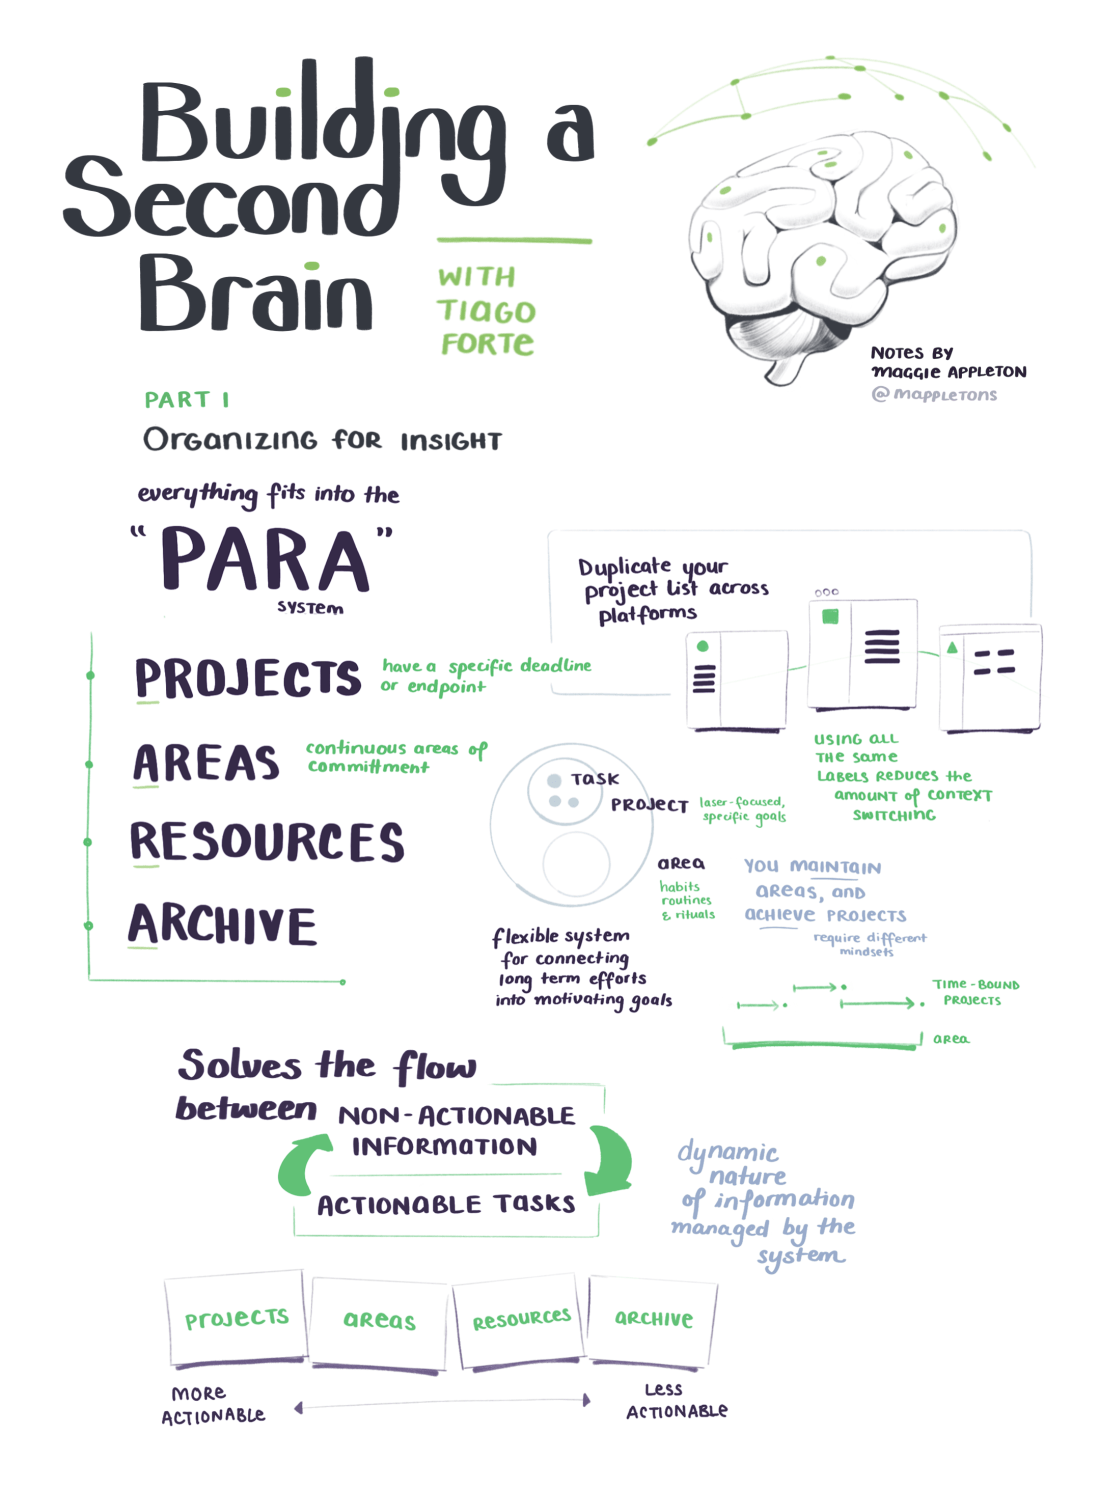 Building a
Second
Brain
WITH
TIAGO
FORTE
NOTES BY
MAGGIE APPLETON
@MAPPLETONS
PART 1
ORGANIZING FOR INSIGHT
everything fits into the
"PARA"
SYSTEM
PROJECTS
have a specific deadline
or endpoint
AREAS
continuous areas of
committment
RESOURCES
ARCHIVE
Duplicate your
project list across
platforms
USING ALL
THE SAME
LABELS REDUCES the
AMOUNT of CONTEXT
SWITCHING
TASK
PROJECT
laser-focused,
specific goals
AREA
habits
routines
& rituals
YOU MAINTAIN
AREAS, AND
ACHIEVE PROJECTS
require different
mindsets
flexible system
for connecting
long term efforts
into motivating goals
TIME-BOUND
PROJECTS
AREA
Solves the flow
between
NON-ACTIONABLE
INFORMATION
ACTIONABLE TASKS
dynamic
nature
of information
managed by the
system
PROJECTS
AREAS
RESOURCES
ARCHIVE
MORE
ACTIONABLE
LESS
ACTIONABLE